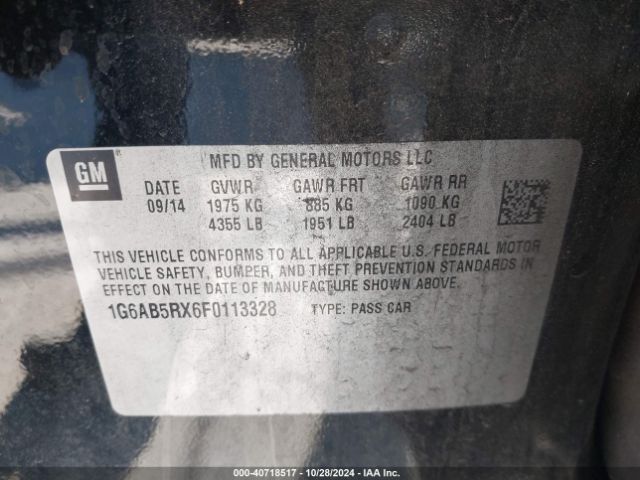 GM
MFD BY GENERAL MOTORS LLC
DATE GVWR GAWR FRT GAWR RR
09/14 1975 KG 885 KG 1090 KG
4355 LB 1951 LB 2404 LB
THIS VEHICLE CONFORMS TO ALL APPLICABLE U.S. FEDERAL MOTOR
VEHICLE SAFETY, BUMPER, AND THEFT PREVENTION STANDARDS IN
EFFECT ON THE DATE OF MANUFACTURE SHOWN ABOVE.
1G6AB5RX6F0113328 TYPE: PASS CAR
000-40718517 - 10/28/2024 - IAA Inc.